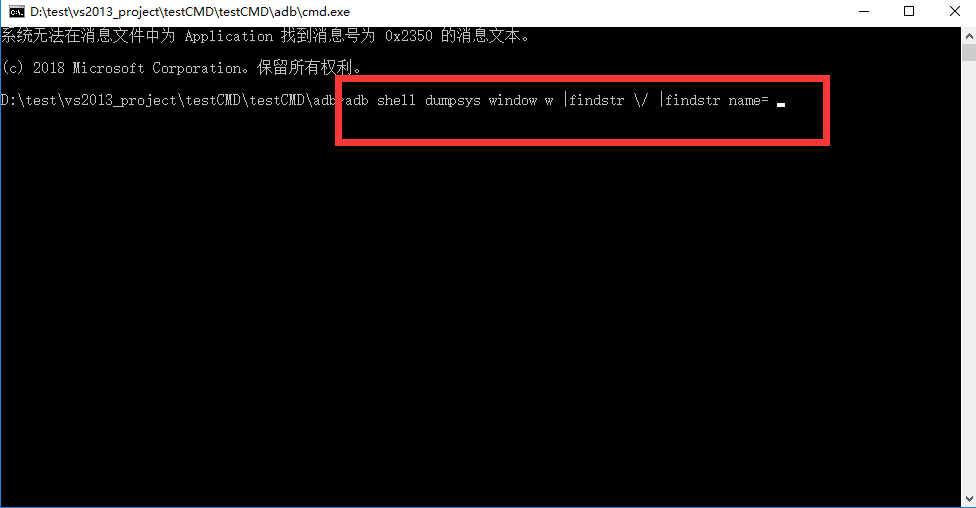 D:\test\vs2013_project\testCMD\testCMD\adb\cmd.exe
系统无法在消息文件中为 Application 找到消息号为 0x2350 的消息文本。
(c) 2018 Microsoft Corporation。保留所有权利。
D:\test\vs2013_project\testCMD\testCMD\adb>adb shell dumpsys window w |findstr \/ |findstr name=